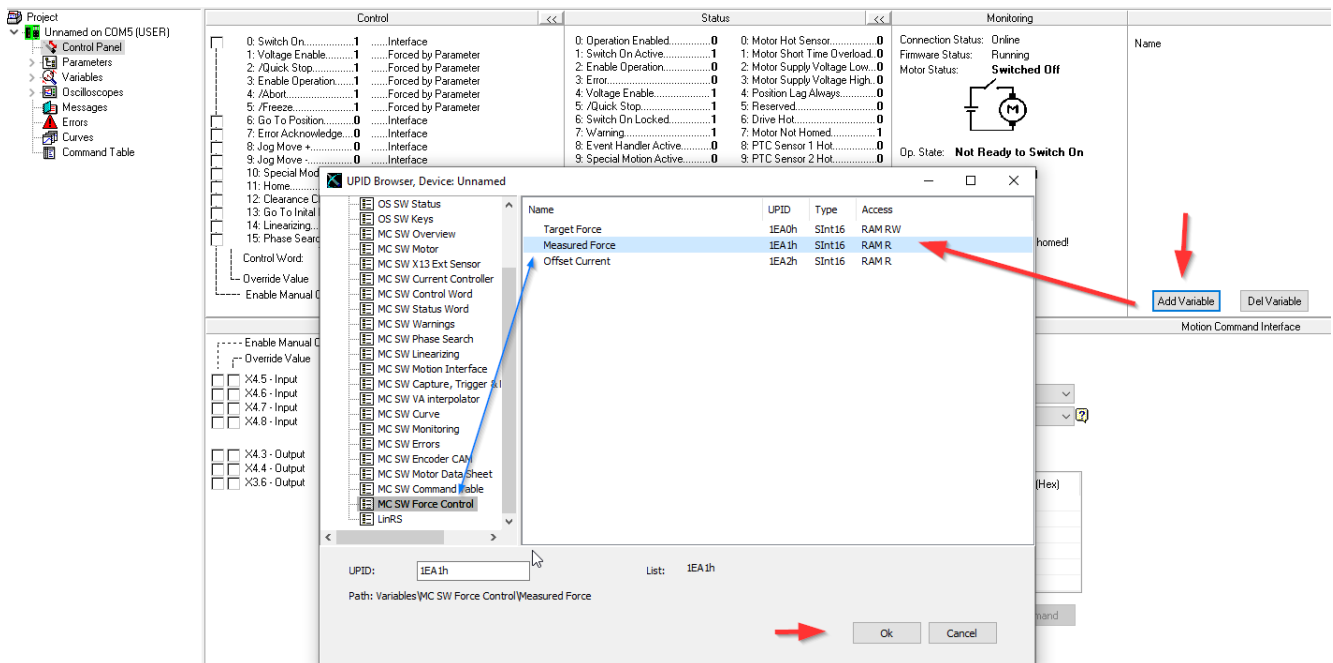 Project
Unnamed on COM5 (USER)
Control Panel
Parameters
Variables
Oscilloscopes
Messages
Errors
Curves
Command Table
Control
<<
0: Switch On..................1 ......Interface
1: Voltage Enable..........1 ......Forced by Parameter
2: /Quick Stop...............1 ......Forced by Parameter
3: Enable Operation.......1 ......Forced by Parameter
4: /Abort.......................1 ......Forced by Parameter
5: /Freeze.....................1 ......Forced by Parameter
6: Go To Position...........0 ......Interface
7: Error Acknowledge....0 ......Interface
8: Jog Move +..............0 ......Interface
9: Jog Move -...............0 ......Interface
10: Special Mod
11: Home..........
12: Clearance C
13: Go To Inital
14: Linearizing...
15: Phase Searc
Control Word:
Override Value
Enable Manual C
Status
<<
0: Operation Enabled.............0
1: Switch On Active...............1
2: Enable Operation...............0
3: Error..................................0
4: Voltage Enable..................1
5: /Quick Stop.......................1
6: Switch On Locked..............1
7: Warning.............................1
8: Event Handler Active..........0
9: Special Motion Active.........0
0: Motor Hot Sensor..............0
1: Motor Short Time Overload..0
2: Motor Supply Voltage Low...0
3: Motor Supply Voltage High..0
4: Position Lag Always...........0
5: Reserved..........................0
6: Drive Hot..........................0
7: Motor Not Homed..............1
8: PTC Sensor 1 Hot..............0
9: PTC Sensor 2 Hot..............0
Monitoring
Connection Status: Online
Firmware Status: Running
Motor Status: Switched Off
M
Op. State: Not Ready to Switch On
homed!
Name
Add Variable
Del Variable
Motion Command Interface
Enable Manual C
Override Value
X4.5 - Input
X4.6 - Input
X4.7 - Input
X4.8 - Input
X4.3 - Output
X4.4 - Output
X3.6 - Output
?
(Hex)
mand
UPID Browser, Device: Unnamed
OS SW Status
OS SW Keys
MC SW Overview
MC SW Motor
MC SW X13 Ext Sensor
MC SW Current Controller
MC SW Control Word
MC SW Status Word
MC SW Warnings
MC SW Phase Search
MC SW Linearizing
MC SW Motion Interface
MC SW Capture, Trigger &
MC SW VA interpolator
MC SW Curve
MC SW Monitoring
MC SW Errors
MC SW Encoder CAM
MC SW Motor Data Sheet
MC SW Command Table
MC SW Force Control
LinRS
Name UPID Type Access
Target Force 1EA0h SInt16 RAM RW
Measured Force 1EA1h SInt16 RAM R
Offset Current 1EA2h SInt16 RAM R
UPID: 1EA1h List: 1EA1h
Path: Variables\MC SW Force Control\Measured Force
Ok
Cancel